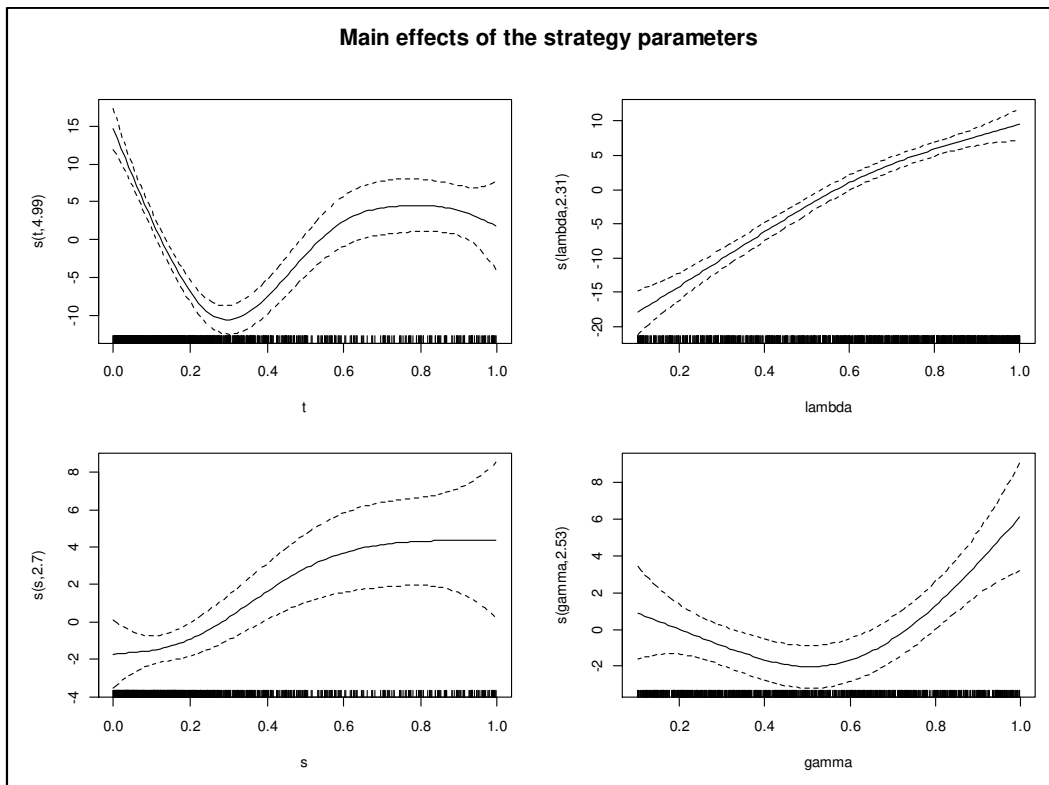 Main effects of the strategy parameters
s(t,4.99)
15
10
5
0
-10
0.0 0.2 0.4 0.6 0.8 1.0
t
s(lambda,2.31)
10
5
0
-5
-10
-15
-20
0.2 0.4 0.6 0.8 1.0
lambda
s(s,2.7)
8
6
4
2
0
-2
-4
0.0 0.2 0.4 0.6 0.8 1.0
s
s(gamma,2.53)
8
6
4
2
0
-2
0.2 0.4 0.6 0.8 1.0
gamma